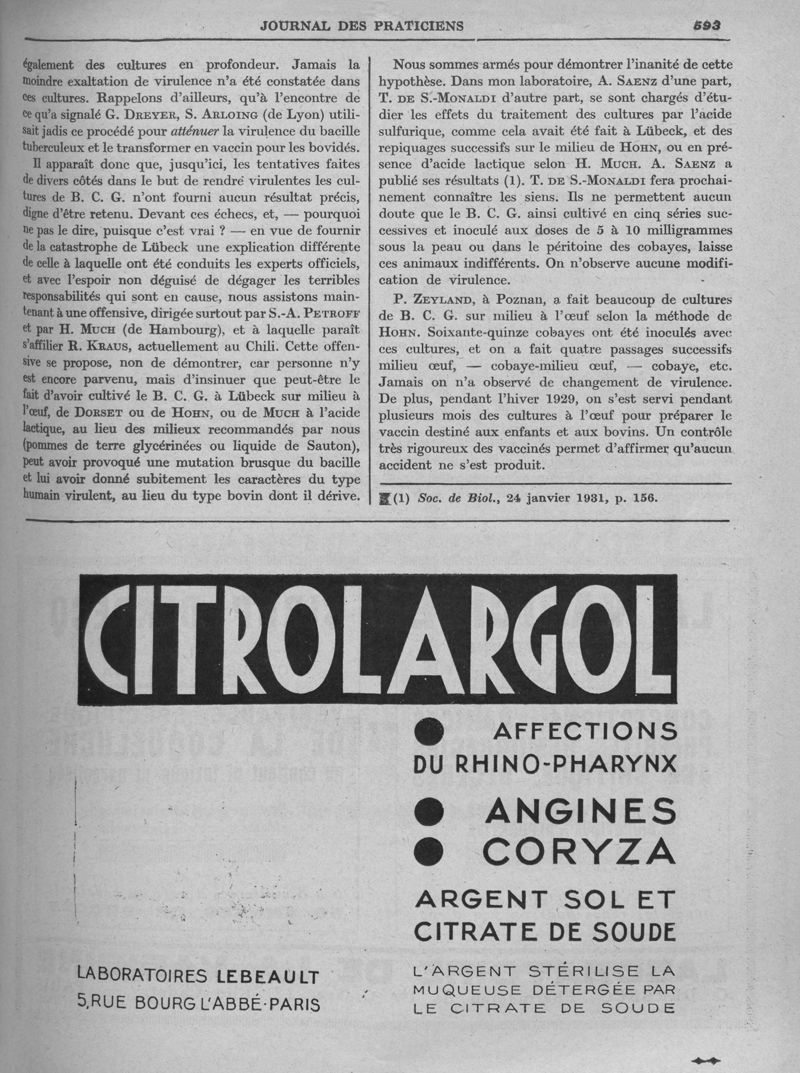 JOURNAL DES PRATICIENS
593
également des cultures en profondeur. Jamais la
moindre exaltation de virulence n'a été constatée dans
ces cultures. Rappelons d'ailleurs, qu'à l'encontre de
ce qu'a signalé G. DREYER, S. ARLOING (de Lyon) utili-
sait jadis ce procédé pour atténuer la virulence du bacille
tuberculeux et le transformer en vaccin pour les bovidés.
Il apparaît donc que, jusqu'ici, les tentatives faites
de divers côtés dans le but de rendre virulentes les cul-
tures de B. C. G. n'ont fourni aucun résultat précis,
digne d'être retenu. Devant ces échecs, et, — pourquoi
ne pas le dire, puisque c'est vrai ? — en vue de fournir
de la catastrophe de Lübeck une explication différente
de celle à laquelle ont été conduits les experts officiels,
et avec l'espoir non déguisé de dégager les terribles
responsabilités qui sont en cause, nous assistons main-
tenant à une offensive, dirigée surtout par S.-A. PETROFF
et par H. MUCH (de Hambourg), et à laquelle paraît
s'affilier R. KRAUS, actuellement au Chili. Cette offen-
sive se propose, non de démontrer, car personne n'y
est encore parvenu, mais d'insinuer que peut-être le
fait d'avoir cultivé le B. C. G. à Lübeck sur milieu à
l'œuf, de DORSET ou de HOHN, ou de MUCH à l'acide
lactique, au lieu des milieux recommandés par nous
(pommes de terre glycérinées ou liquide de Sauton),
peut avoir provoqué une mutation brusque du bacille
et lui avoir donné subitement les caractères du type
humain virulent, au lieu du type bovin dont il dérive.
Nous sommes armés pour démontrer l'inanité de cette
hypothèse. Dans mon laboratoire, A. SAENZ d'une part,
T. DE S.-MONALDI d'autre part, se sont chargés d'étu-
dier les effets du traitement des cultures par l'acide
sulfurique, comme cela avait été fait à Lübeck, et des
repiquages successifs sur le milieu de HOHN, ou en pré-
sence d'acide lactique selon H. MUCH. A. SAENZ a
publié ses résultats (1). T. DE S.-MONALDI fera prochai-
nement connaître les siens. Ils ne permettent aucun
doute que le B. C. G. ainsi cultivé en cinq séries suc-
cessives et inoculé aux doses de 5 à 10 milligrammes
sous la peau ou dans le péritoine des cobayes, laisse
ces animaux indifférents. On n'observe aucune modifi-
cation de virulence.
P. ZEYLAND, à Poznan, a fait beaucoup de cultures
de B. C. G. sur milieu à l'œuf selon la méthode de
HOHN. Soixante-quinze cobayes ont été inoculés avec
ces cultures, et on a fait quatre passages successifs
milieu œuf, — cobaye-milieu œuf, — cobaye, etc.
Jamais on n'a observé de changement de virulence.
De plus, pendant l'hiver 1929, on s'est servi pendant
plusieurs mois des cultures à l'œuf pour préparer le
vaccin destiné aux enfants et aux bovins. Un contrôle
très rigoureux des vaccinés permet d'affirmer qu'aucun
accident ne s'est produit.
(1) Soc. de Biol., 24 janvier 1931, p. 156.
CITROLARGOL
● AFFECTIONS
DU RHINO-PHARYNX
● ANGINES
● CORYZA
ARGENT SOL ET
CITRATE DE SOUDE
LABORATOIRES LEBEAULT
5, RUE BOURG L'ABBÉ-PARIS
L'ARGENT STÉRILISE LA
MUQUEUSE DÉTERGÉE PAR
LE CITRATE DE SOUDE